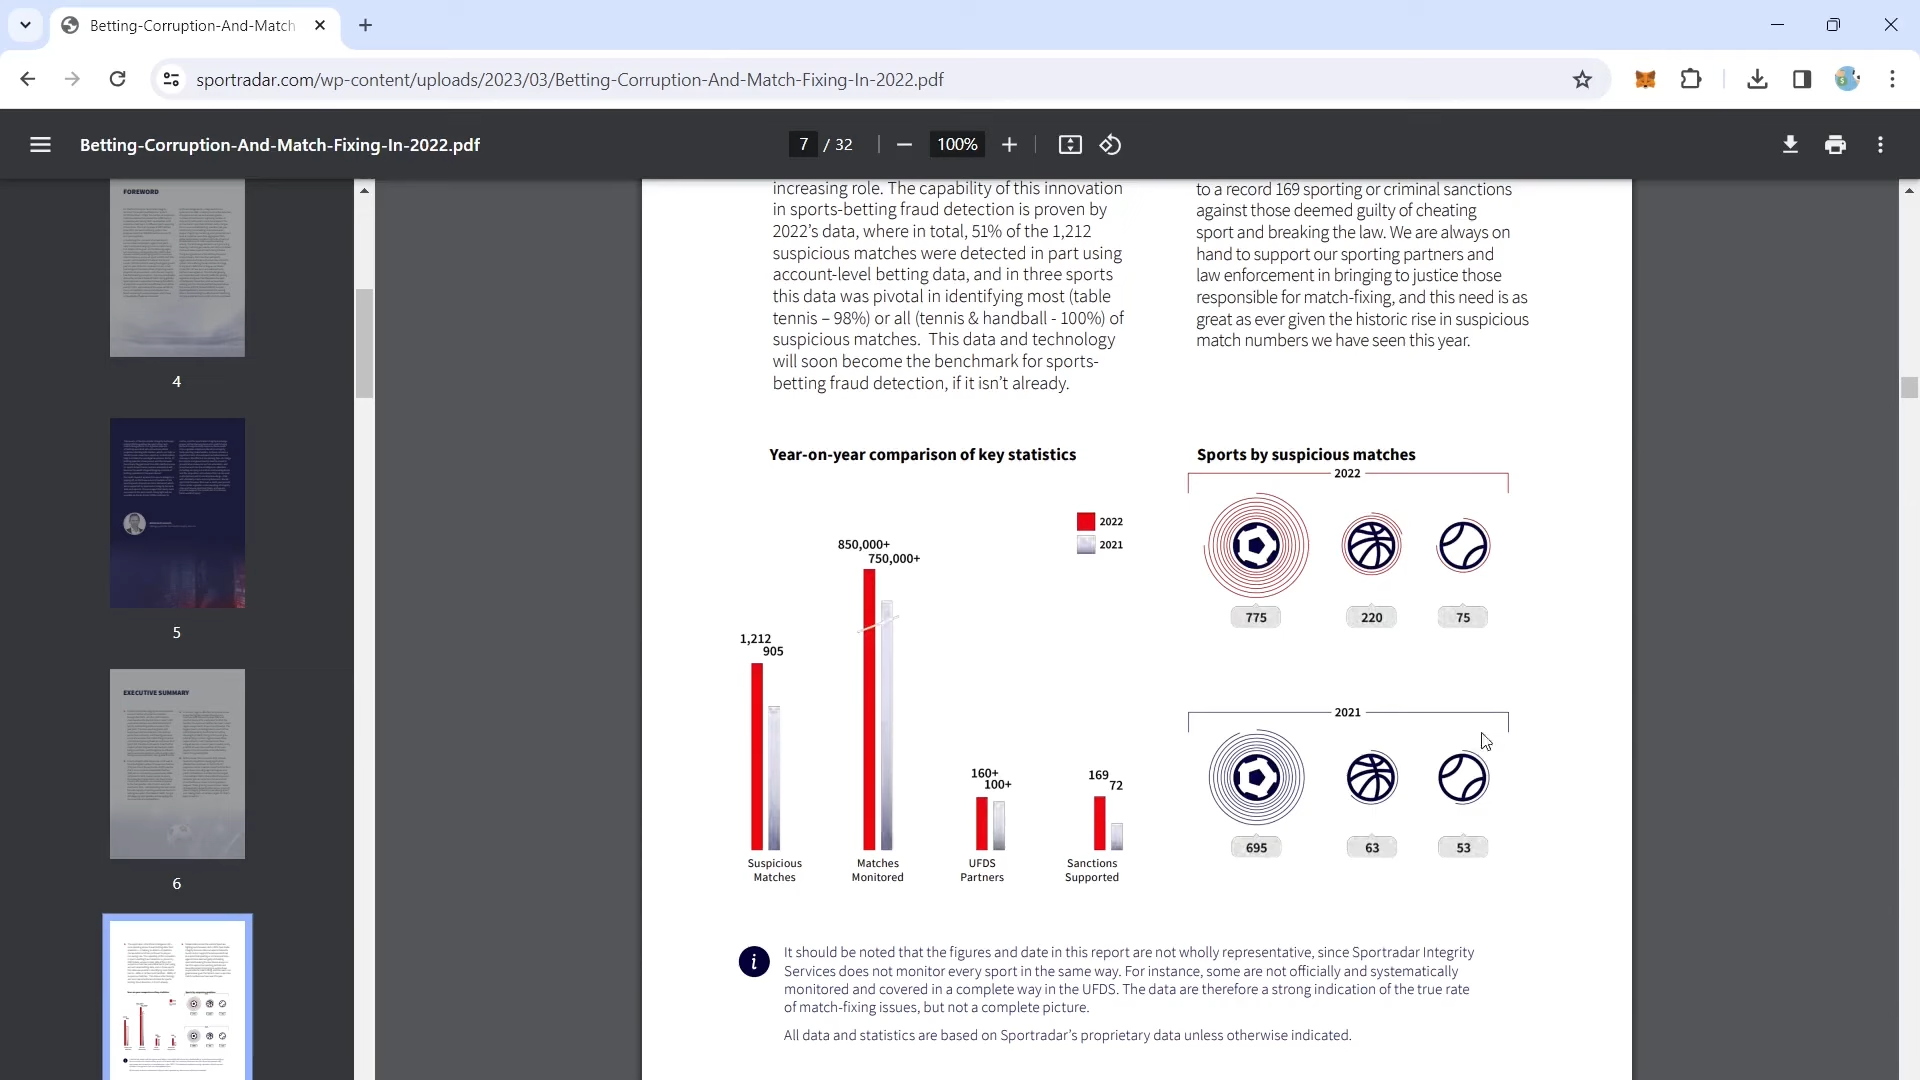 Betting-Corruption-And-Match
sportradar.com/wp-content/uploads/2023/03/Betting-Corruption-And-Match-Fixing-In-2022.pdf
Betting-Corruption-And-Match-Fixing-In-2022.pdf
7 / 32
100%
FOREWORD
4
5
EXECUTIVE SUMMARY
6
increasing role. The capability of this innovation
in sports-betting fraud detection is proven by
2022’s data, where in total, 51% of the 1,212
suspicious matches were detected in part using
account-level betting data, and in three sports
this data was pivotal in identifying most (table
tennis – 98%) or all (tennis & handball - 100%) of
suspicious matches. This data and technology
will soon become the benchmark for sports-
betting fraud detection, if it isn’t already.
to a record 169 sporting or criminal sanctions
against those deemed guilty of cheating
sport and breaking the law. We are always on
hand to support our sporting partners and
law enforcement in bringing to justice those
responsible for match-fixing, and this need is as
great as ever given the historic rise in suspicious
match numbers we have seen this year.
Year-on-year comparison of key statistics
2022
2021
850,000+
750,000+
1,212
905
160+
100+
169
72
Suspicious
Matches
Matches
Monitored
UFDS
Partners
Sanctions
Supported
Sports by suspicious matches
2022
775
220
75
2021
695
63
53
i
It should be noted that the figures and date in this report are not wholly representative, since Sportradar Integrity
Services does not monitor every sport in the same way. For instance, some are not officially and systematically
monitored and covered in a complete way in the UFDS. The data are therefore a strong indication of the true rate
of match-fixing issues, but not a complete picture.
All data and statistics are based on Sportradar’s proprietary data unless otherwise indicated.